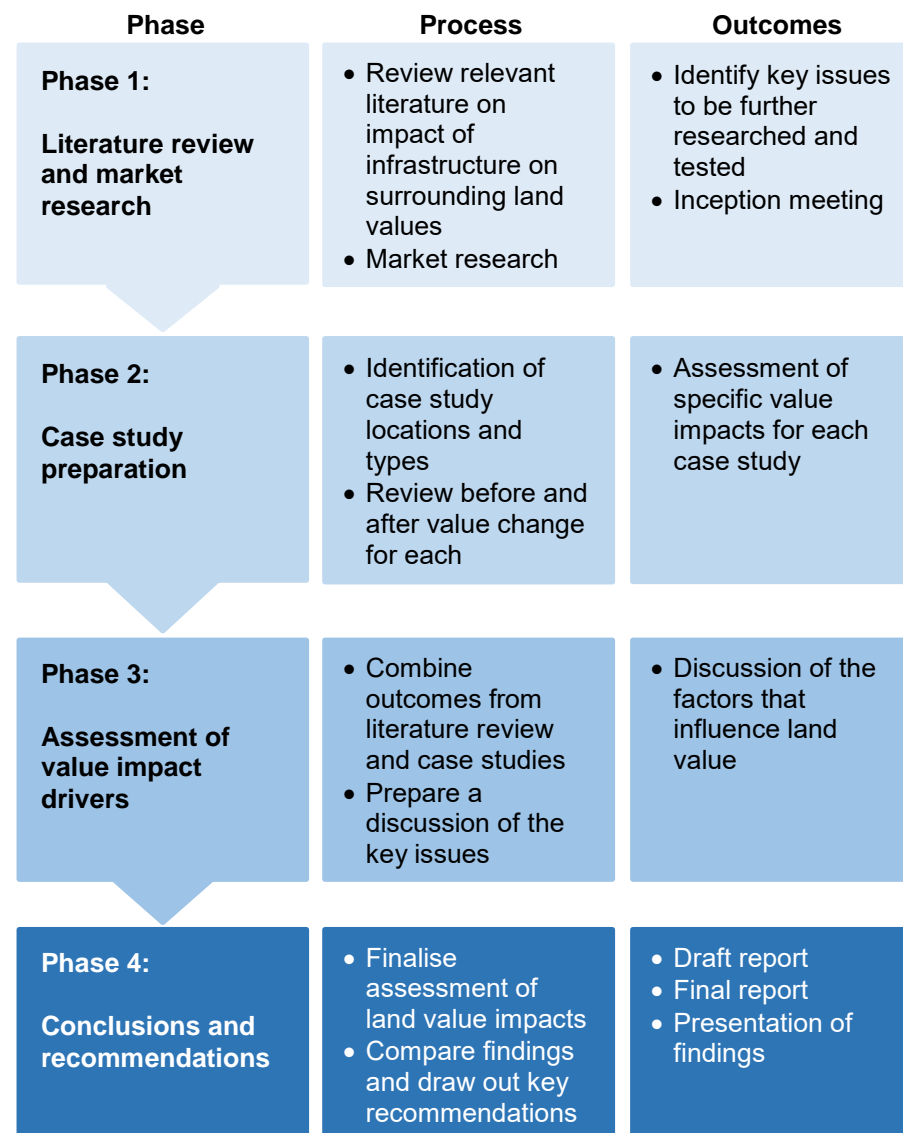 Phase
Process
Outcomes
Phase 1:
Literature review
and market
research
• Review relevant
literature on
impact of
infrastructure on
surrounding land
values
• Market research
• Identify key issues
to be further
researched and
tested
• Inception meeting
Phase 2:
Case study
preparation
• Identification of
case study
locations and
types
• Review before and
after value change
for each
• Assessment of
specific value
impacts for each
case study
Phase 3:
Assessment of
value impact
drivers
• Combine
outcomes from
literature review
and case studies
• Prepare a
discussion of the
key issues
• Discussion of the
factors that
influence land
value
Phase 4:
Conclusions and
recommendations
• Finalise
assessment of
land value impacts
• Compare findings
and draw out key
recommendations
• Draft report
• Final report
• Presentation of
findings